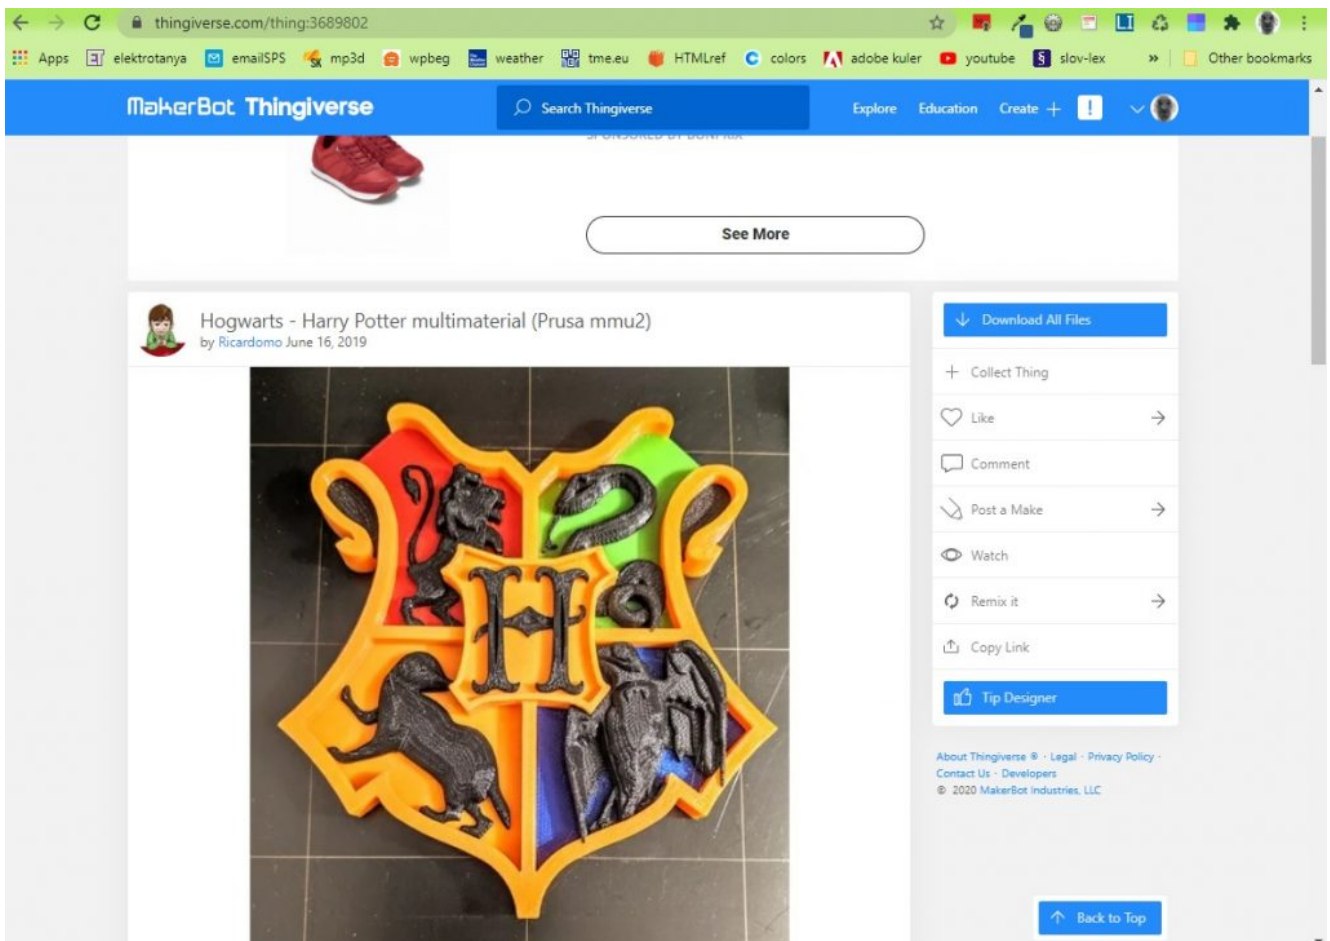 thingiverse.com/thing:3689802
Apps elektrotanya emailSPS mp3d wpbeg weather tme.eu HTMLref colors adobe kuler youtube slov-lex » Other bookmarks
MakerBot Thingiverse Search Thingiverse Explore Education Create + !
SPONSORED BY BONPRIX
See More
Hogwarts - Harry Potter multimaterial (Prusa mmu2)
by Ricardomo June 16, 2019
H
Download All Files
Collect Thing
Like
Comment
Post a Make
Watch
Remix it
Copy Link
Tip Designer
About Thingiverse ® · Legal · Privacy Policy ·
Contact Us · Developers
© 2020 MakerBot Industries, LLC
Back to Top